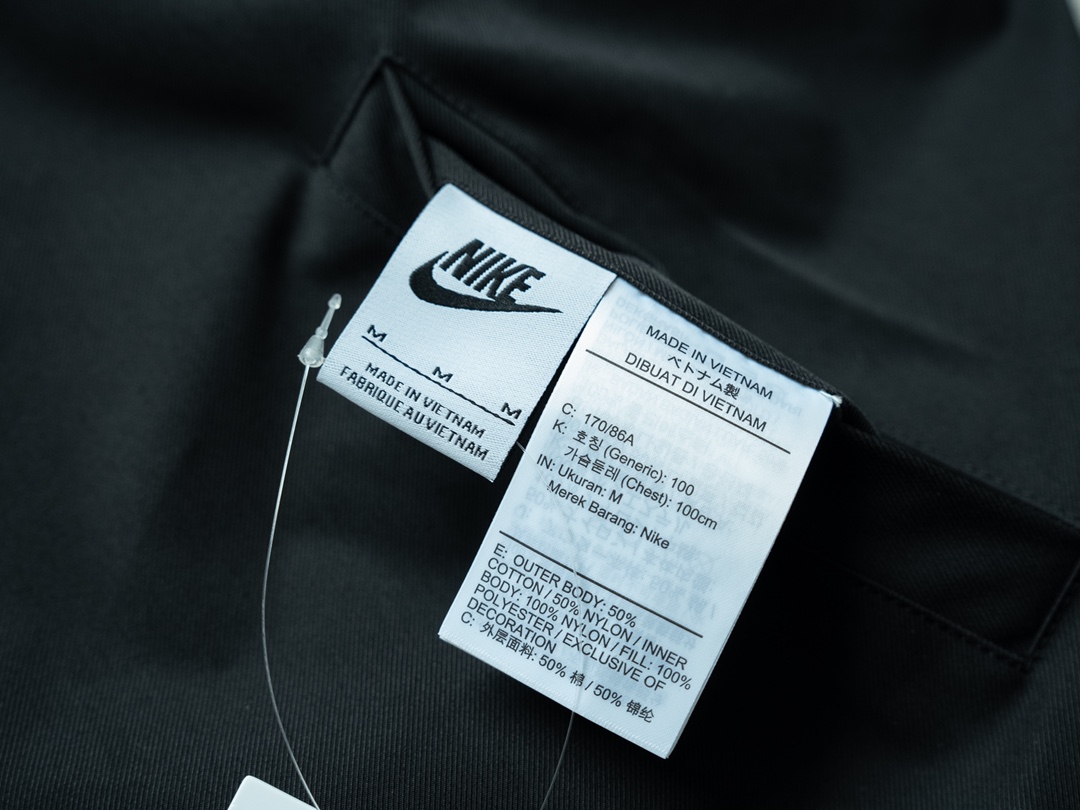 NIKE
M
M
M
MADE IN VIETNAM
FABRIQUE AU VIETNAM
MADE IN VIETNAM
ベトナム製
DIBUAT DI VIETNAM
C: 170/86A
K: 호칭 (Generic): 100
가슴둘레 (Chest): 100cm
IN: Ukuran: M
Merek Barang: Nike
E: OUTER BODY: 50%
COTTON / 50% NYLON / INNER
BODY: 100% NYLON / FILL: 100%
POLYESTER / EXCLUSIVE OF
DECORATION
C: 外层面料: 50% 棉 / 50% 锦纶